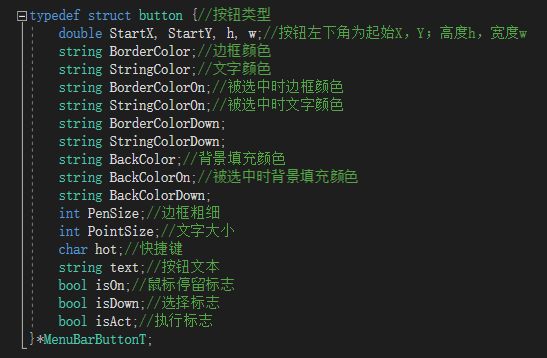 typedef struct button {//按钮类型
double StartX, StartY, h, w;//按钮左下角为起始X，Y；高度h，宽度w
string BorderColor;//边框颜色
string StringColor;//文字颜色
string BorderColorOn;//被选中时边框颜色
string StringColorOn;//被选中时文字颜色
string BorderColorDown;
string StringColorDown;
string BackColor;//背景填充颜色
string BackColorOn;//被选中时背景填充颜色
string BackColorDown;
int PenSize;//边框粗细
int PointSize;//文字大小
char hot;//快捷键
string text;//按钮文本
bool isOn;//鼠标停留标志
bool isDown;//选择标志
bool isAct;//执行标志
}*MenuBarButtonT;